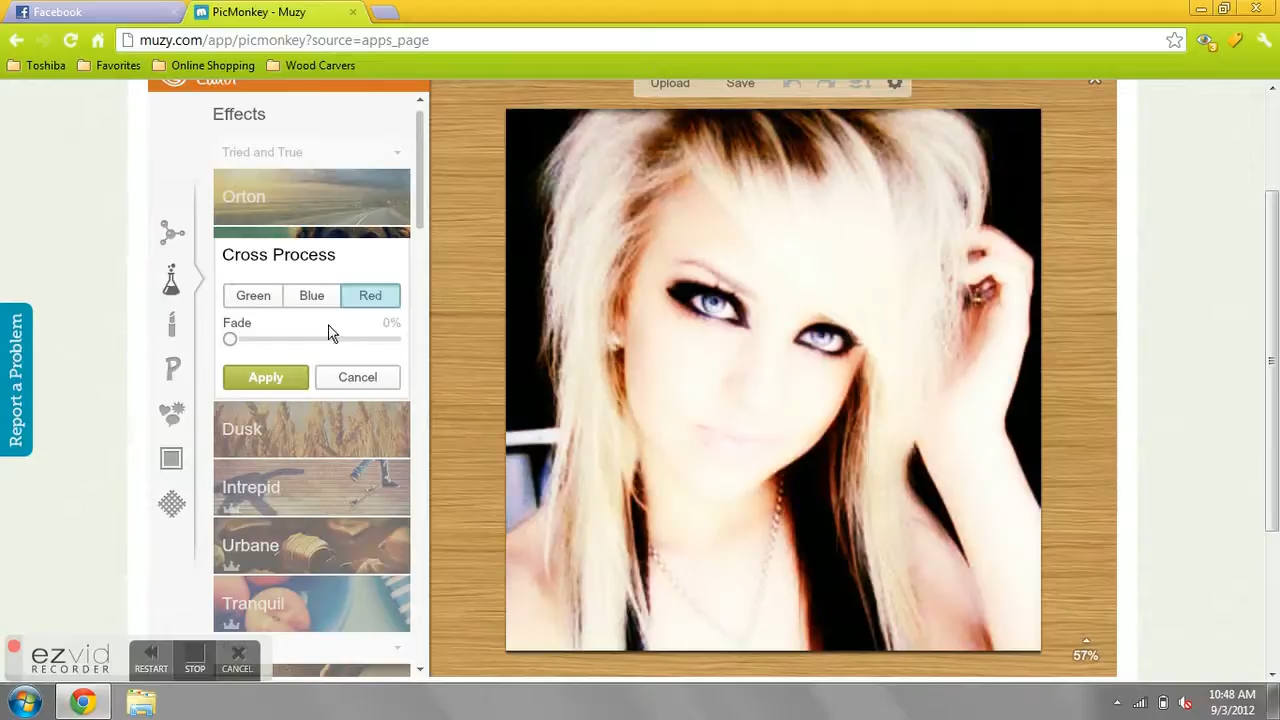 Facebook
PicMonkey - Muzy
muzy.com/app/picmonkey?source=apps_page
Toshiba
Favorites
Online Shopping
Wood Carvers
Upload
Save
Effects
Tried and True
Orton
Cross Process
Green
Blue
Red
Fade
0%
Apply
Cancel
Dusk
Intrepid
Urbane
Tranquil
Report a Problem
57%
ezvid
RECORDER
RESTART
STOP
CANCEL
10:48 AM
9/3/2012